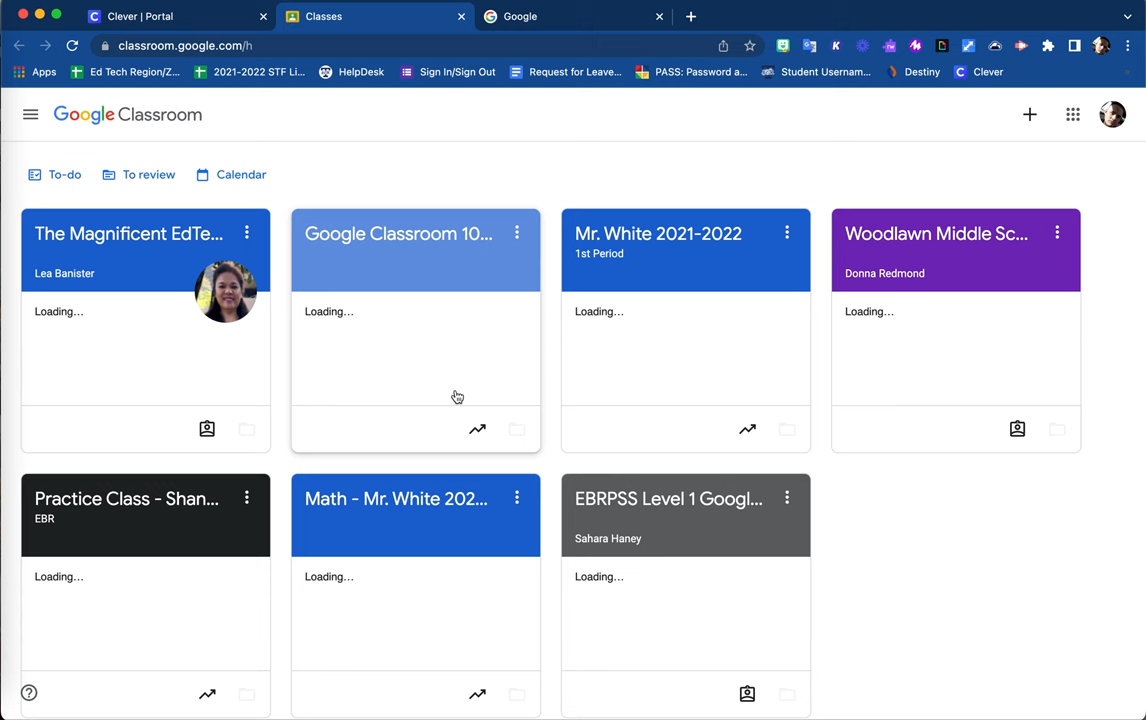 Clever | Portal
Classes
Google
classroom.google.com/h
Apps
Ed Tech Region/Z...
2021-2022 STF Li...
HelpDesk
Sign In/Sign Out
Request for Leave...
PASS: Password a...
Student Usernam...
Destiny
Clever
Google Classroom
To-do
To review
Calendar
The Magnificent EdTe...
Lea Banister
Loading...
Google Classroom 10...
Loading...
Mr. White 2021-2022
1st Period
Loading...
Woodlawn Middle Sc...
Donna Redmond
Loading...
Practice Class - Shan...
EBR
Loading...
Math - Mr. White 202...
Loading...
EBRPSS Level 1 Googl...
Sahara Haney
Loading...